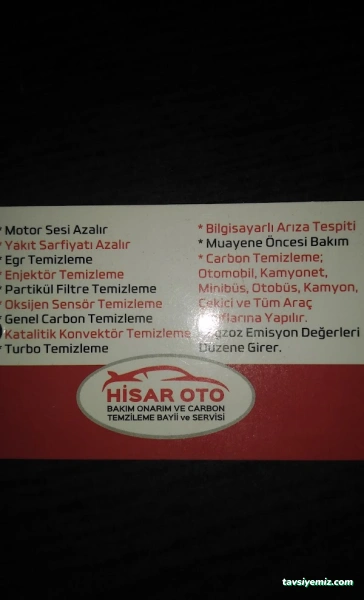 * Motor Sesi Azalır
* Yakıt Sarfiyatı Azalır
* Egr Temizleme
* Enjektör Temizleme
* Partikül Filtre Temizleme
* Oksijen Sensör Temizleme
* Genel Carbon Temizleme
* Katalitik Konvektör Temizleme
* Turbo Temizleme
* Bilgisayarlı Arıza Tespiti
* Muayene Öncesi Bakım
* Carbon Temizleme;
Otomobil, Kamyonet,
Minibüs, Otobüs, Kamyon,
Çekici ve Tüm Araç
Yapılır.
Emisyon Değerleri
Düzene Girer.
HİSAR OTO
BAKIM ONARIM VE CARBON
TEMZİLEME BAYİİ ve SERVİSİ
tavsiyemiz.com